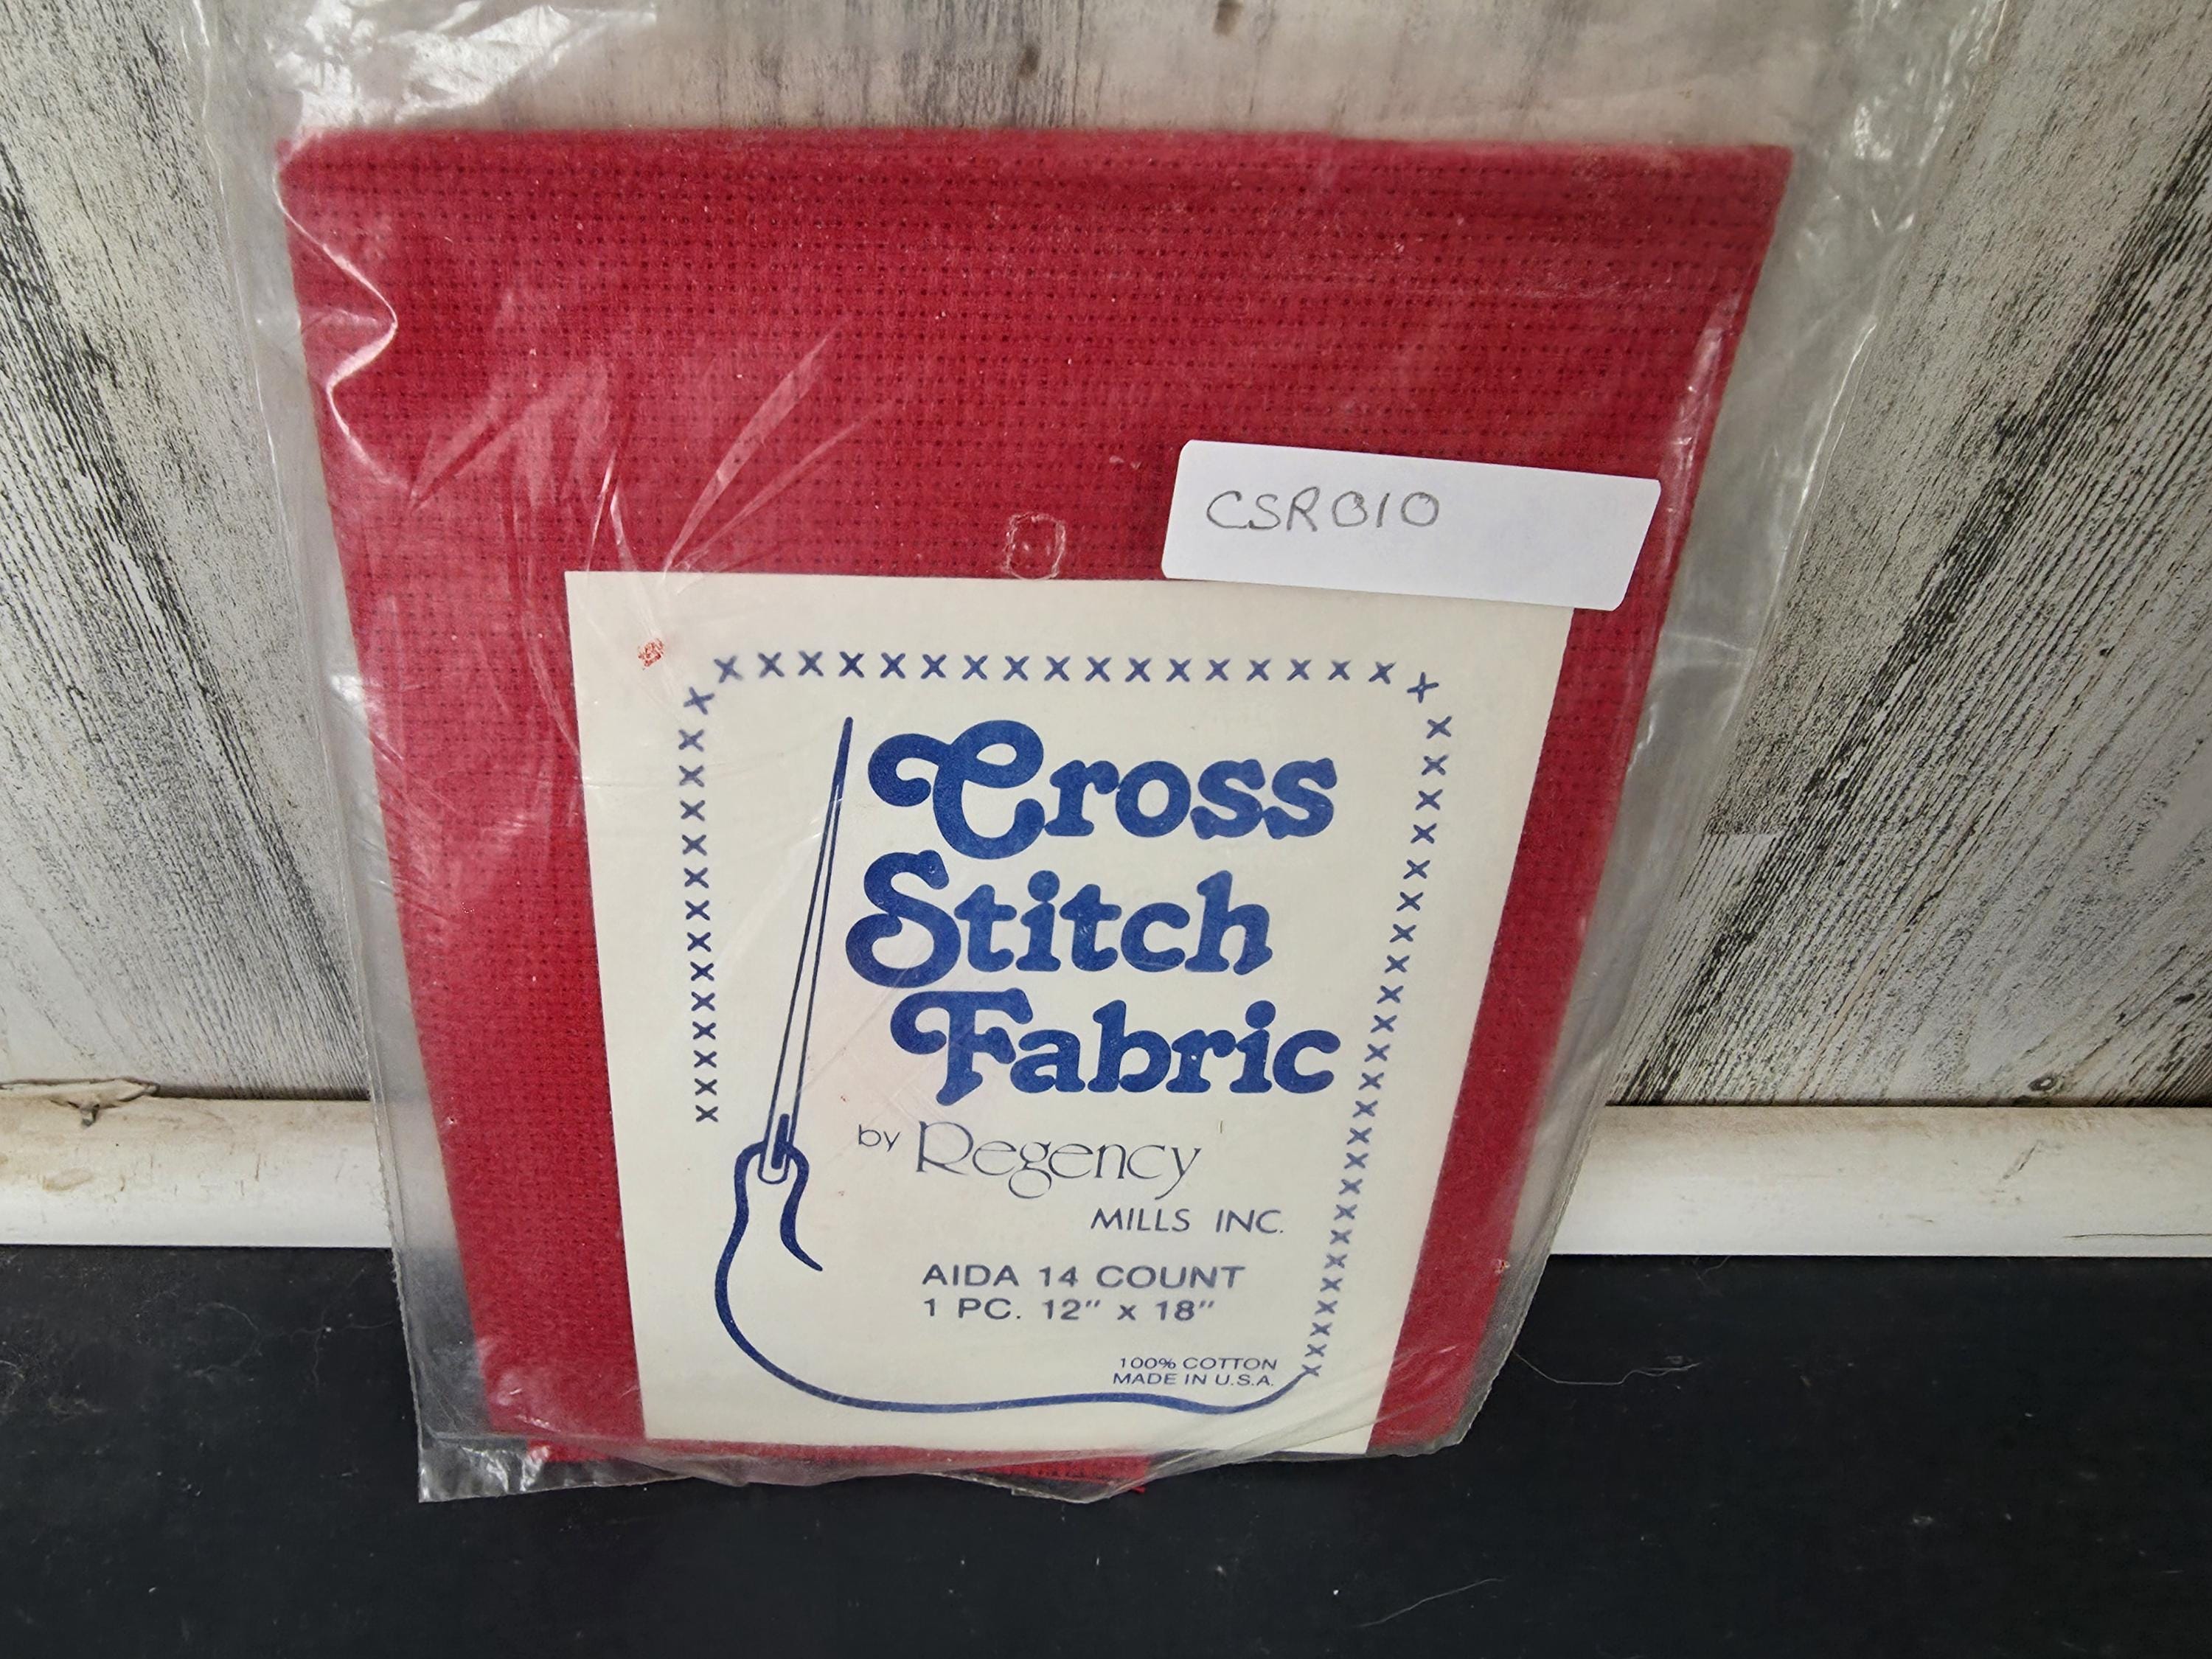 CSR010
Cross
Stitch
Fabric
by Regency
MILLS INC.
AIDA 14 COUNT
1 PC. 12" x 18"
100% COTTON
MADE IN U.S.A.